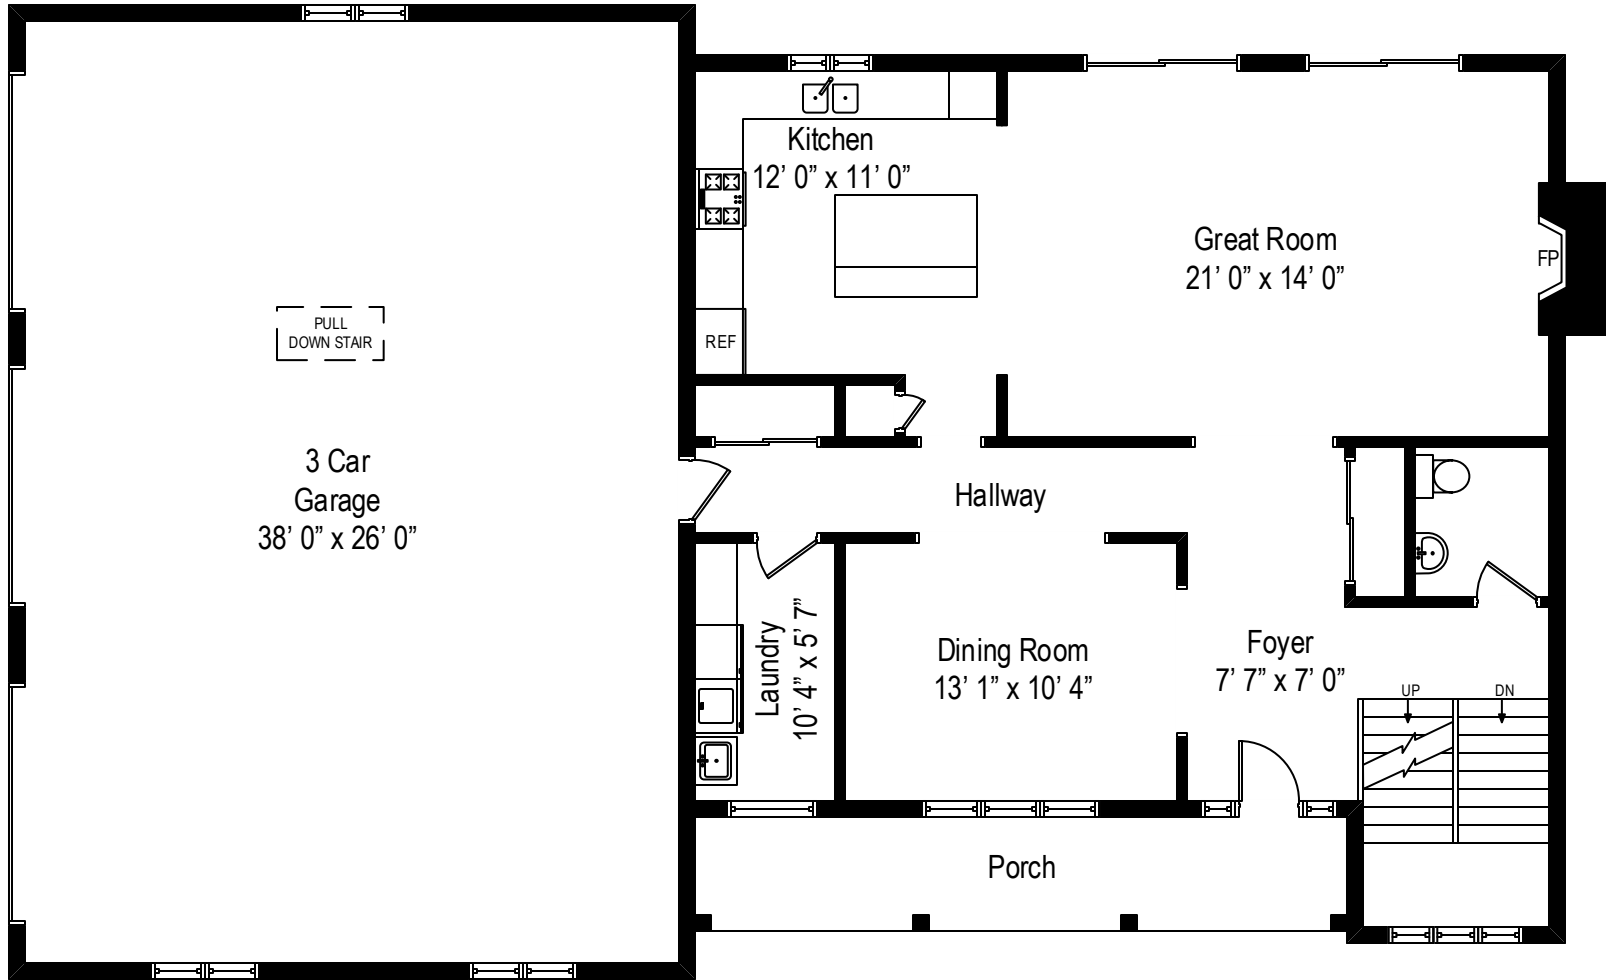 Kitchen
12’ 0” x 11’ 0”
Great Room
21’ 0” x 14’ 0”
FP
PULL
DOWN STAIR
REF
3 Car
Garage
38’ 0” x 26’ 0”
Hallway
Laundry
10’ 4” x 5’ 7”
Dining Room
13’ 1” x 10’ 4”
Foyer
7’ 7” x 7’ 0”
UP
DN
Porch